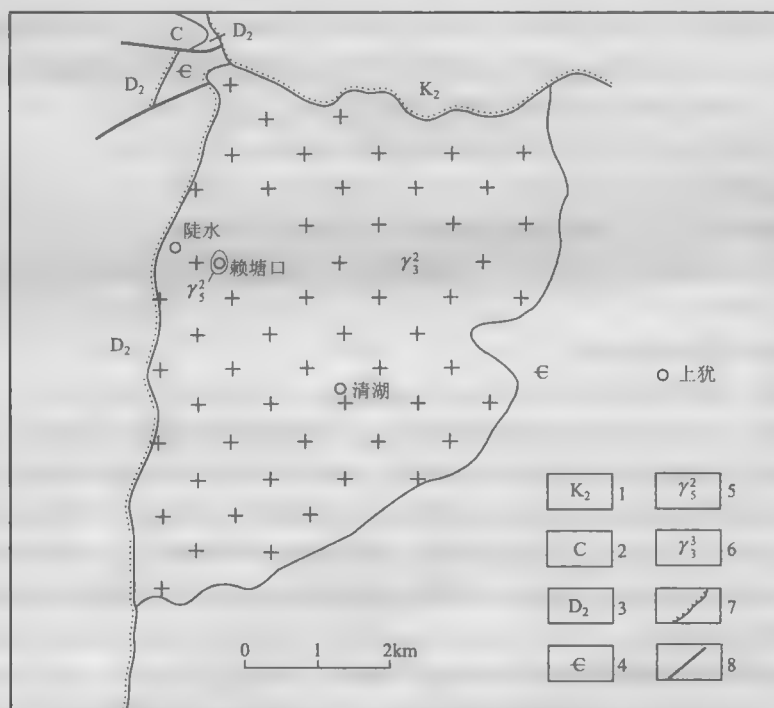 C D₂
D₂ Є
K₂
陡水
赖塘口 γ₃²
γ₅²
D₂
Є 上犹
清湖
K₂ 1 γ₅² 5
C 2 γ₃³ 6
D₂ 3 7
Є 4 8
0 1 2km